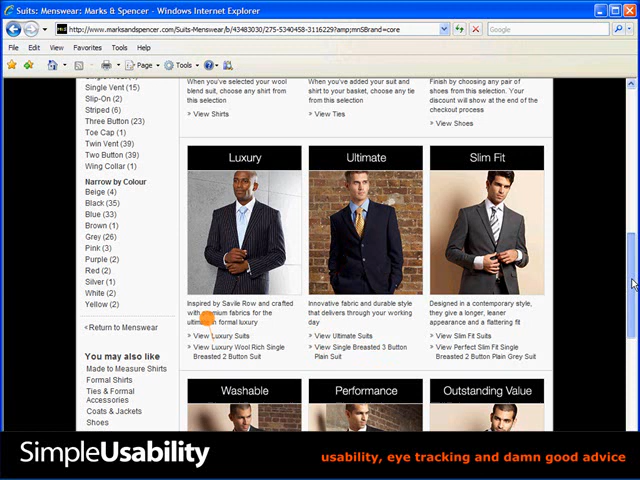 Suits: Menswear: Marks & Spencer - Windows Internet Explorer
http://www.marksandspencer.com/Suits-Menswear/b/43483030/275-5340458-3116229?&mnSBrand=core
Google
File Edit View Favorites Tools Help
Page Tools
Single Vent (15)
Slip-On (2)
Striped (6)
Three Button (23)
Toe Cap (1)
Twin Vent (39)
Two Button (39)
Wing Collar (1)
Narrow by Colour
Beige (4)
Black (35)
Blue (33)
Brown (1)
Grey (26)
Pink (3)
Purple (2)
Red (2)
Silver (1)
White (2)
Yellow (2)
< Return to Menswear
You may also like
Made to Measure Shirts
Formal Shirts
Ties & Formal
Accessories
Coats & Jackets
Shoes
When you've selected your wool
blend suit, choose any shirt from
this selection
» View Shirts
When you've added your suit and
shirt to your basket, choose any tie
from this selection
» View Ties
Finish by choosing any pair of
shoes from this selection. Your
discount will show at the end of the
checkout process
» View Shoes
Luxury
Inspired by Savile Row and crafted
with premium fabrics for the
ultimate in formal luxury
» View Luxury Suits
» View Luxury Wool Rich Single
Breasted 2 Button Suit
Ultimate
Innovative fabric and durable style
that delivers through your working
day
» View Ultimate Suits
» View Single Breasted 3 Button
Plain Suit
Slim Fit
Designed in a contemporary style,
they give a longer, leaner
appearance and a flattering fit
» View Slim Fit Suits
» View Perfect Slim Fit Single
Breasted 2 Button Plain Grey Suit
Washable
Performance
Outstanding Value
SimpleUsability
usability, eye tracking and damn good advice